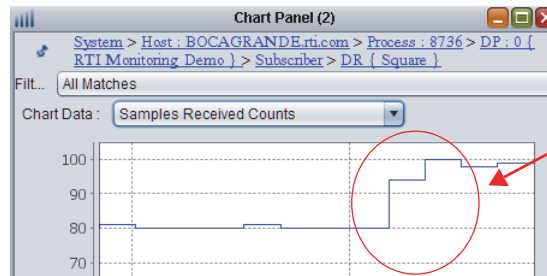 Chart Panel (2)
System > Host : BOCAGRANDE.rti.com > Process : 8736 > DP : 0 {
RTI Monitoring Demo } > Subscriber > DR { Square }
Filt... All Matches
Chart Data : Samples Received Counts
100
90
80
70